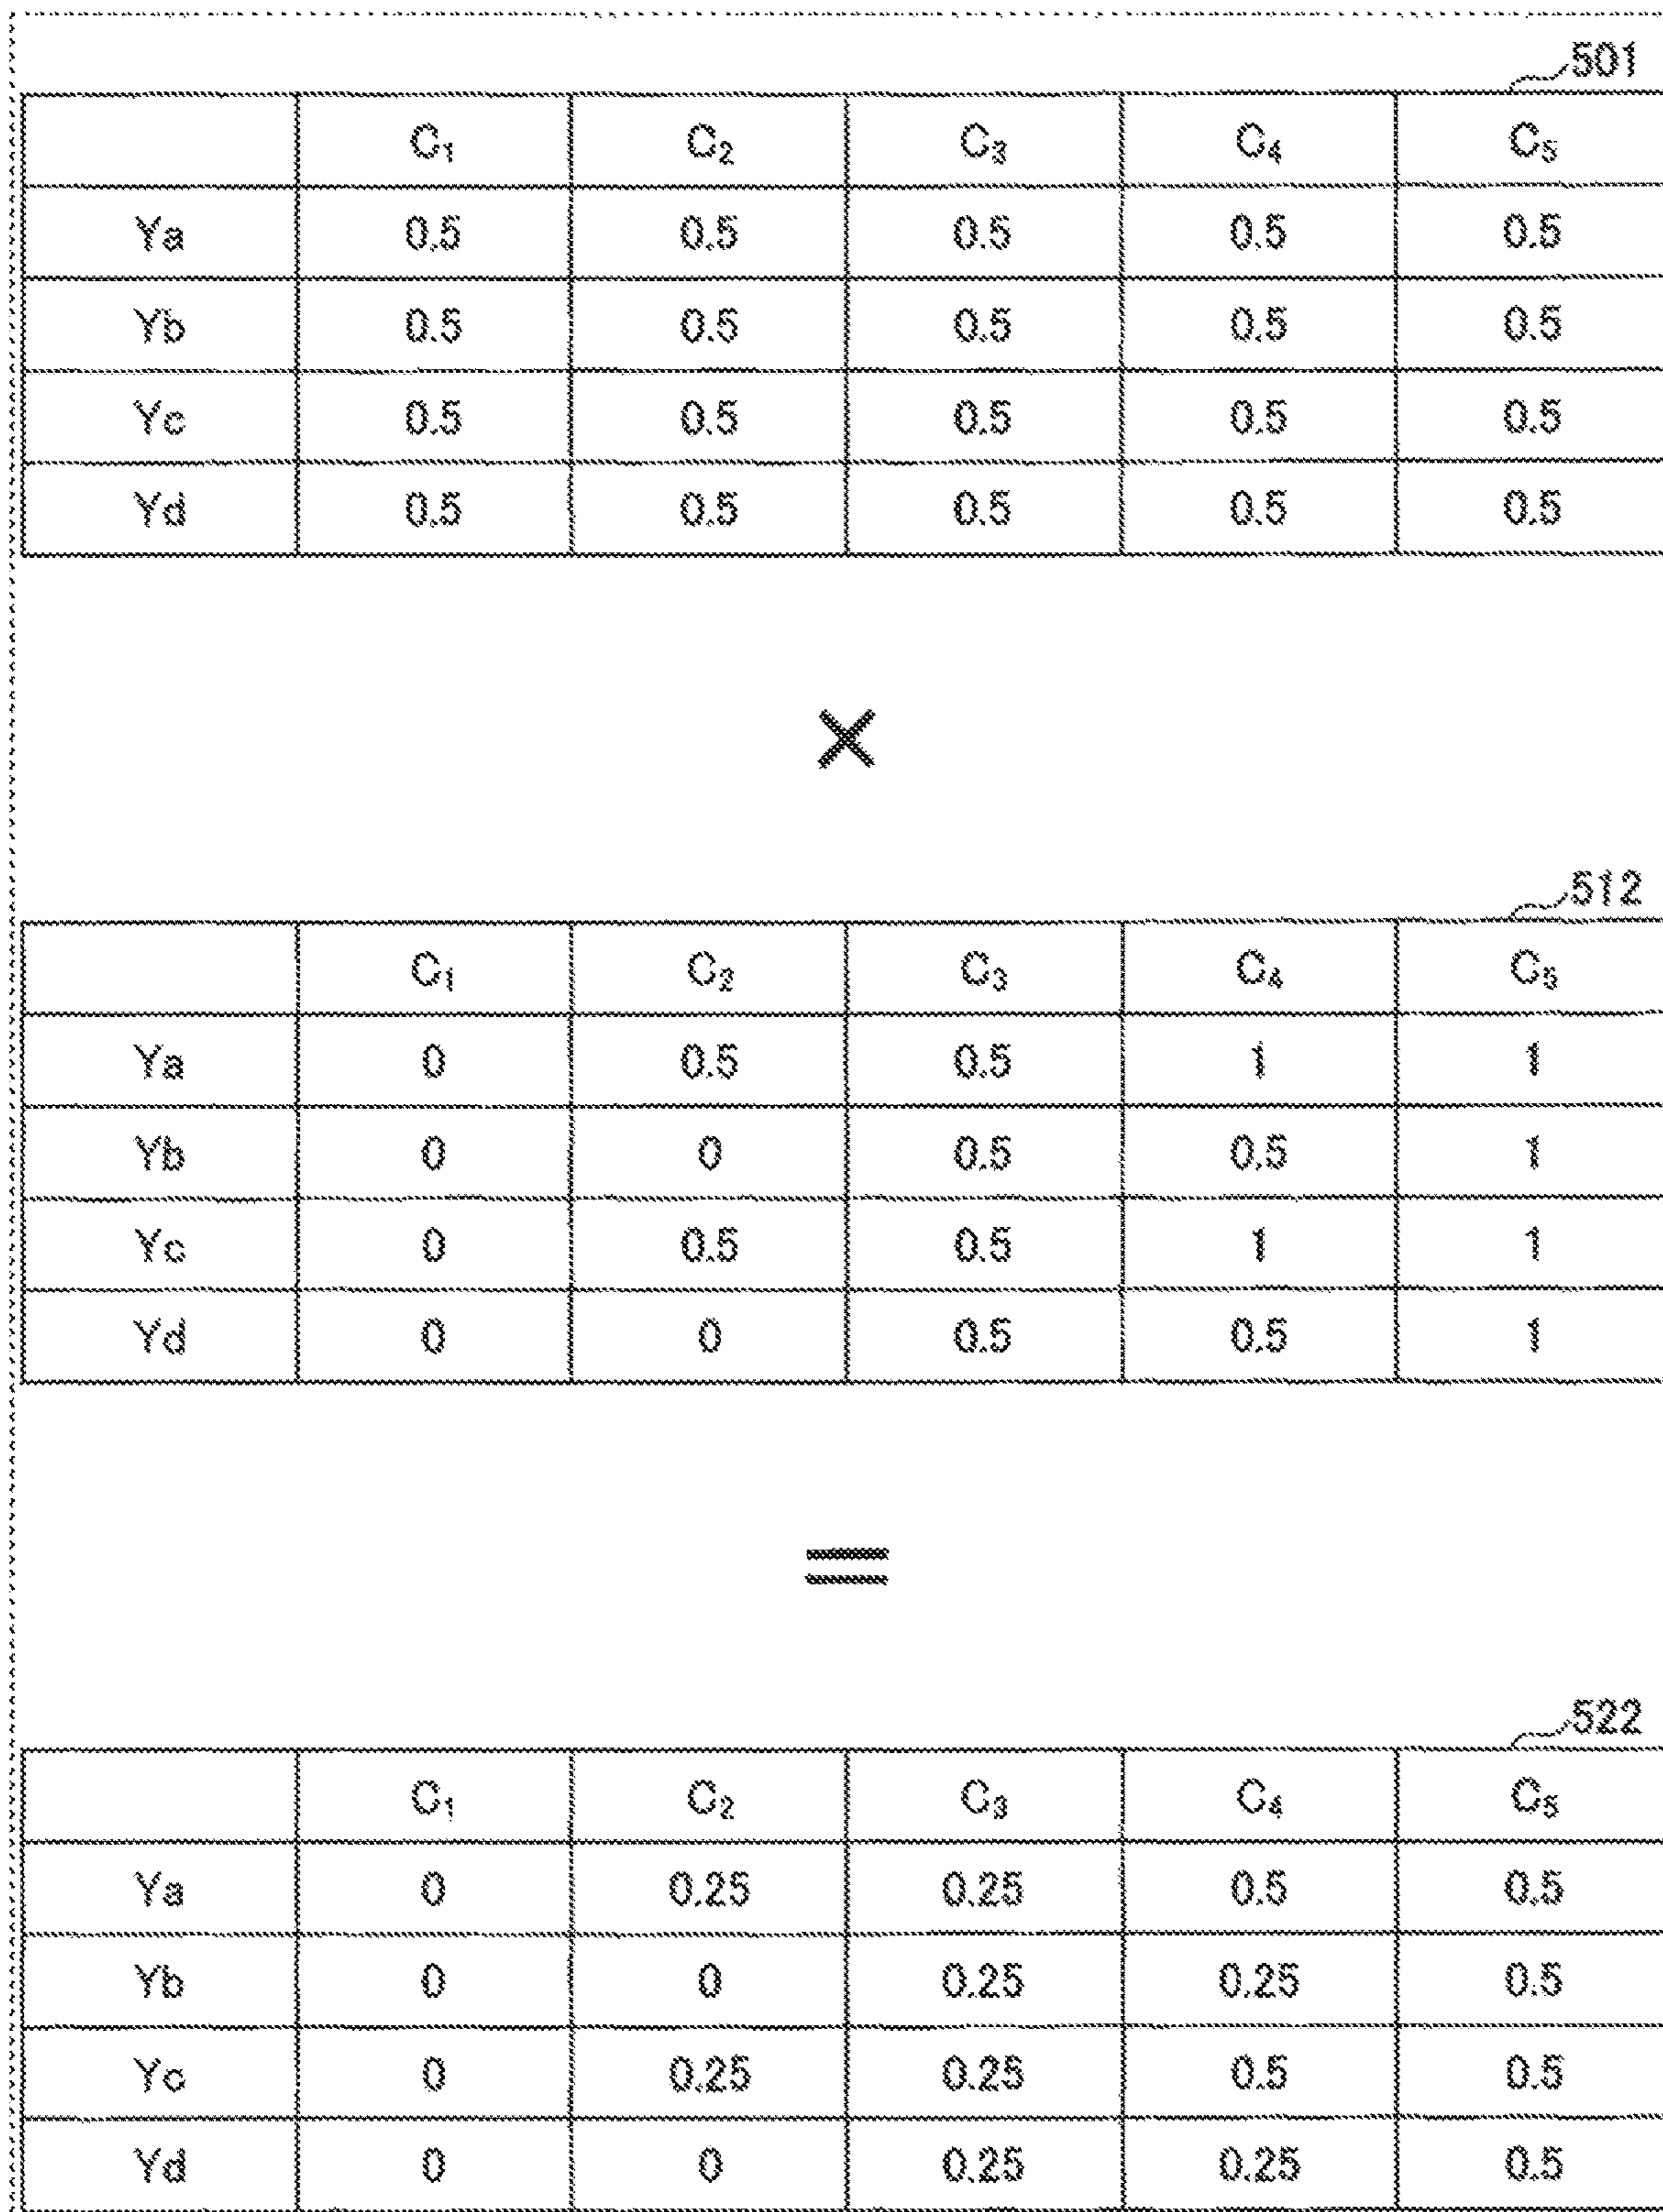 501
C₁ C₂ C₃ C₄ C₅
Ya 0.5 0.5 0.5 0.5 0.5
Yb 0.5 0.5 0.5 0.5 0.5
Yc 0.5 0.5 0.5 0.5 0.5
Yd 0.5 0.5 0.5 0.5 0.5
×
512
C₁ C₂ C₃ C₄ C₅
Ya 0 0.5 0.5 1 1
Yb 0 0 0.5 0.5 1
Yc 0 0.5 0.5 1 1
Yd 0 0 0.5 0.5 1
=
522
C₁ C₂ C₃ C₄ C₅
Ya 0 0.25 0.25 0.5 0.5
Yb 0 0 0.25 0.25 0.5
Yc 0 0.25 0.25 0.5 0.5
Yd 0 0 0.25 0.25 0.5